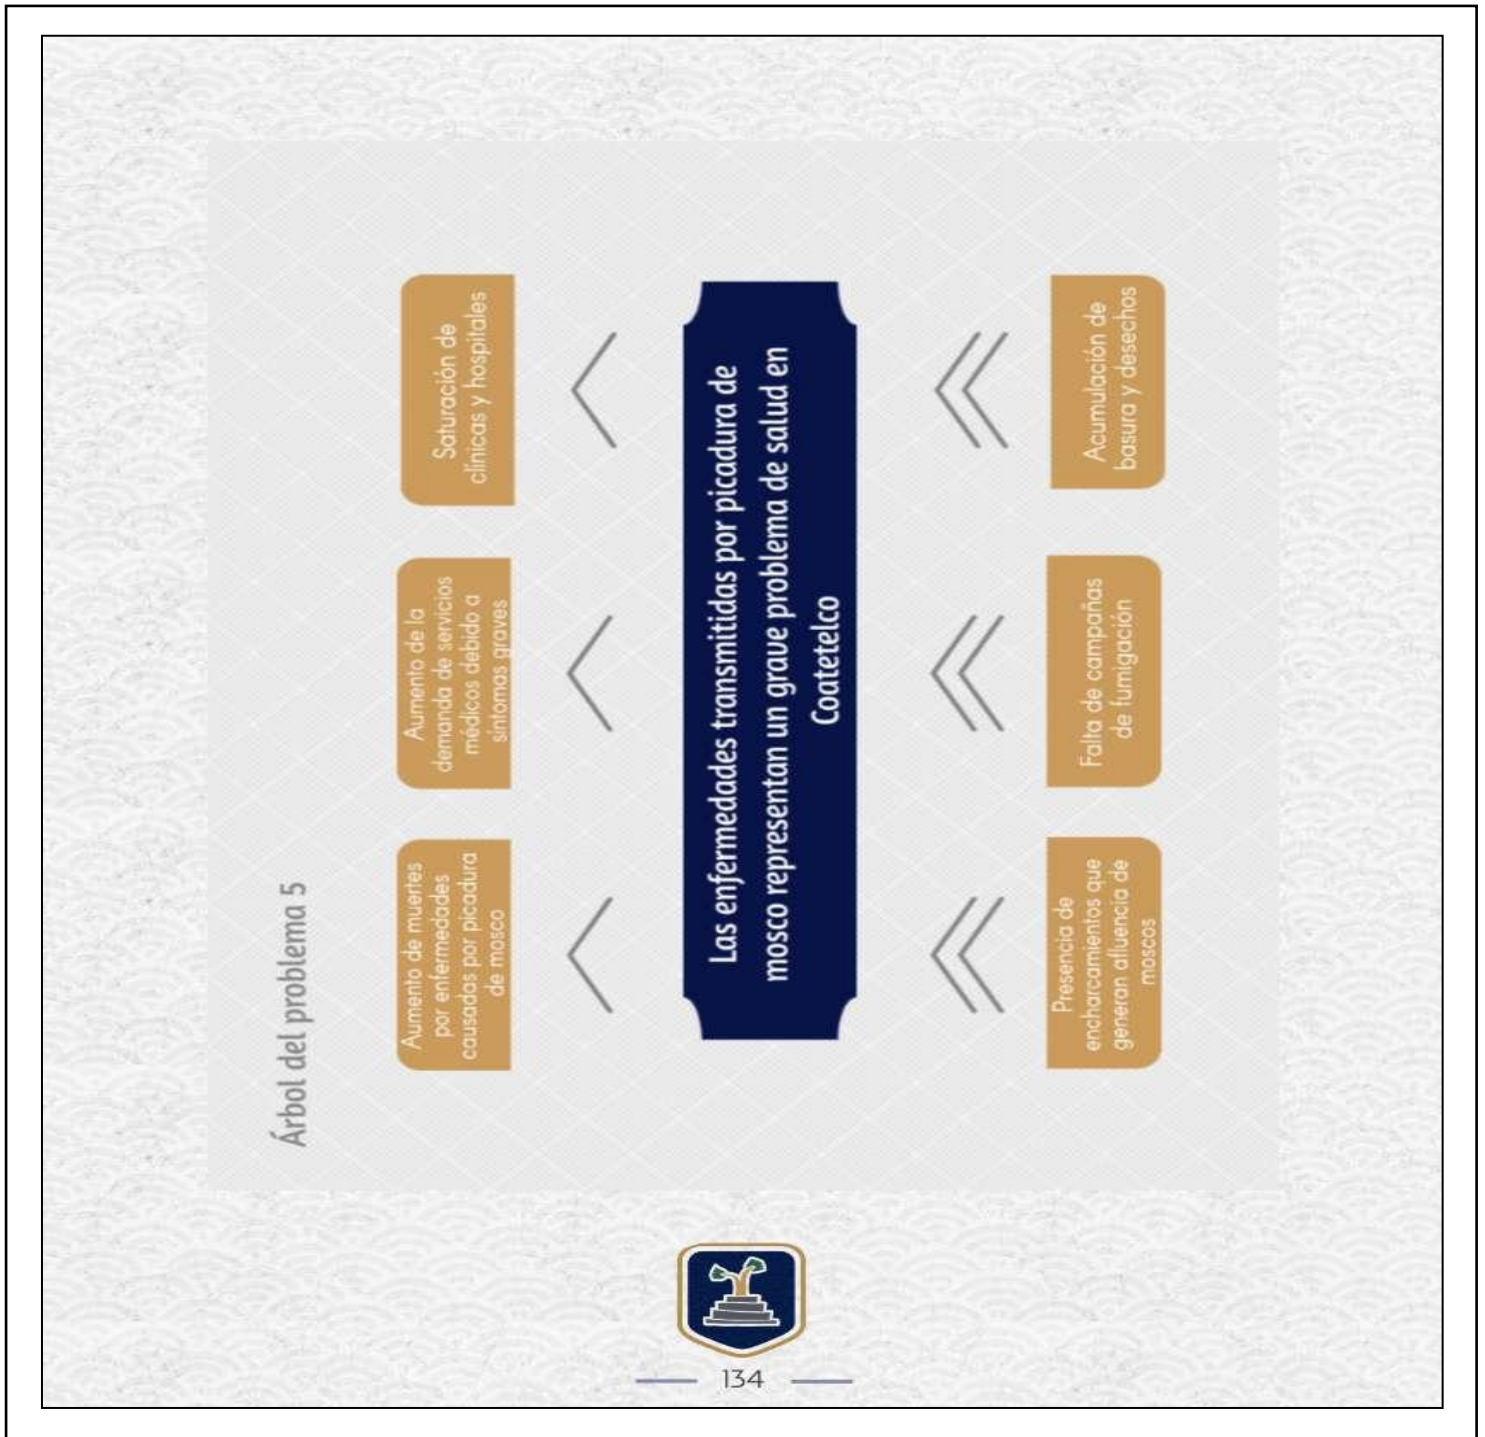 Árbol del problema 5
Aumento de muertes
por enfermedades
causadas por picadura
de mosco
Aumento de la
demanda de servicios
médicos debido a
síntomas graves
Saturación de
clínicas y hospitales
Las enfermedades transmitidas por picadura de
mosco representan un grave problema de salud en
Coatetelco
Presencia de
encharcamientos que
generan afluencia de
moscos
Falta de campañas
de fumigación
Acumulación de
basura y desechos
134